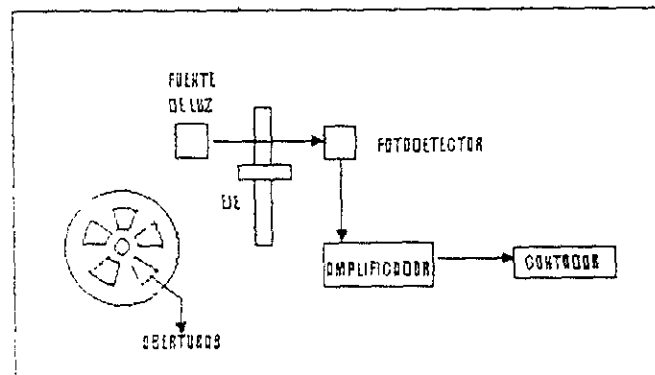 FUENTE
DE LUZ
FOTODETECTOR
EJE
AMPLIFICADOR
CONTADOR
ABERTURAS